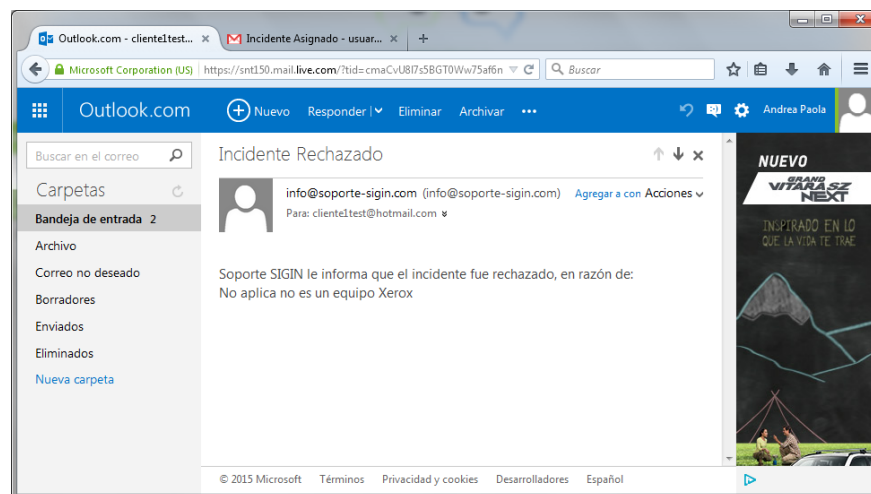 Outlook.com - cliente1test...
Incidente Asignado - usuar...
Microsoft Corporation (US)
https://snt150.mail.live.com/?tid=cmaCvU8l7s5BGT0Ww75af6n
Buscar
Outlook.com
Nuevo
Responder
Eliminar
Archivar
Andrea Paola
Buscar en el correo
Carpetas
Bandeja de entrada 2
Archivo
Correo no deseado
Borradores
Enviados
Eliminados
Nueva carpeta
Incidente Rechazado
info@soporte-sigin.com (info@soporte-sigin.com) Agregar a con Acciones
Para: cliente1test@hotmail.com
Soporte SIGIN le informa que el incidente fue rechazado, en razón de:
No aplica no es un equipo Xerox
© 2015 Microsoft Términos Privacidad y cookies Desarrolladores Español
NUEVO
GRAND
VITARA SZ
NEXT
INSPIRADO EN LO
QUE LA VIDA TE TRAE